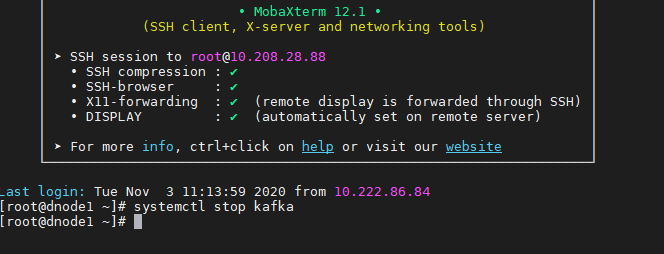 • MobaXterm 12.1 •
(SSH client, X-server and networking tools)
➤ SSH session to root@10.208.28.88
• SSH compression : ✔
• SSH-browser : ✔
• X11-forwarding : ✔ (remote display is forwarded through SSH)
• DISPLAY : ✔ (automatically set on remote server)
➤ For more info, ctrl+click on help or visit our website
Last login: Tue Nov  3 11:13:59 2020 from 10.222.86.84
[root@dnode1 ~]# systemctl stop kafka
[root@dnode1 ~]#